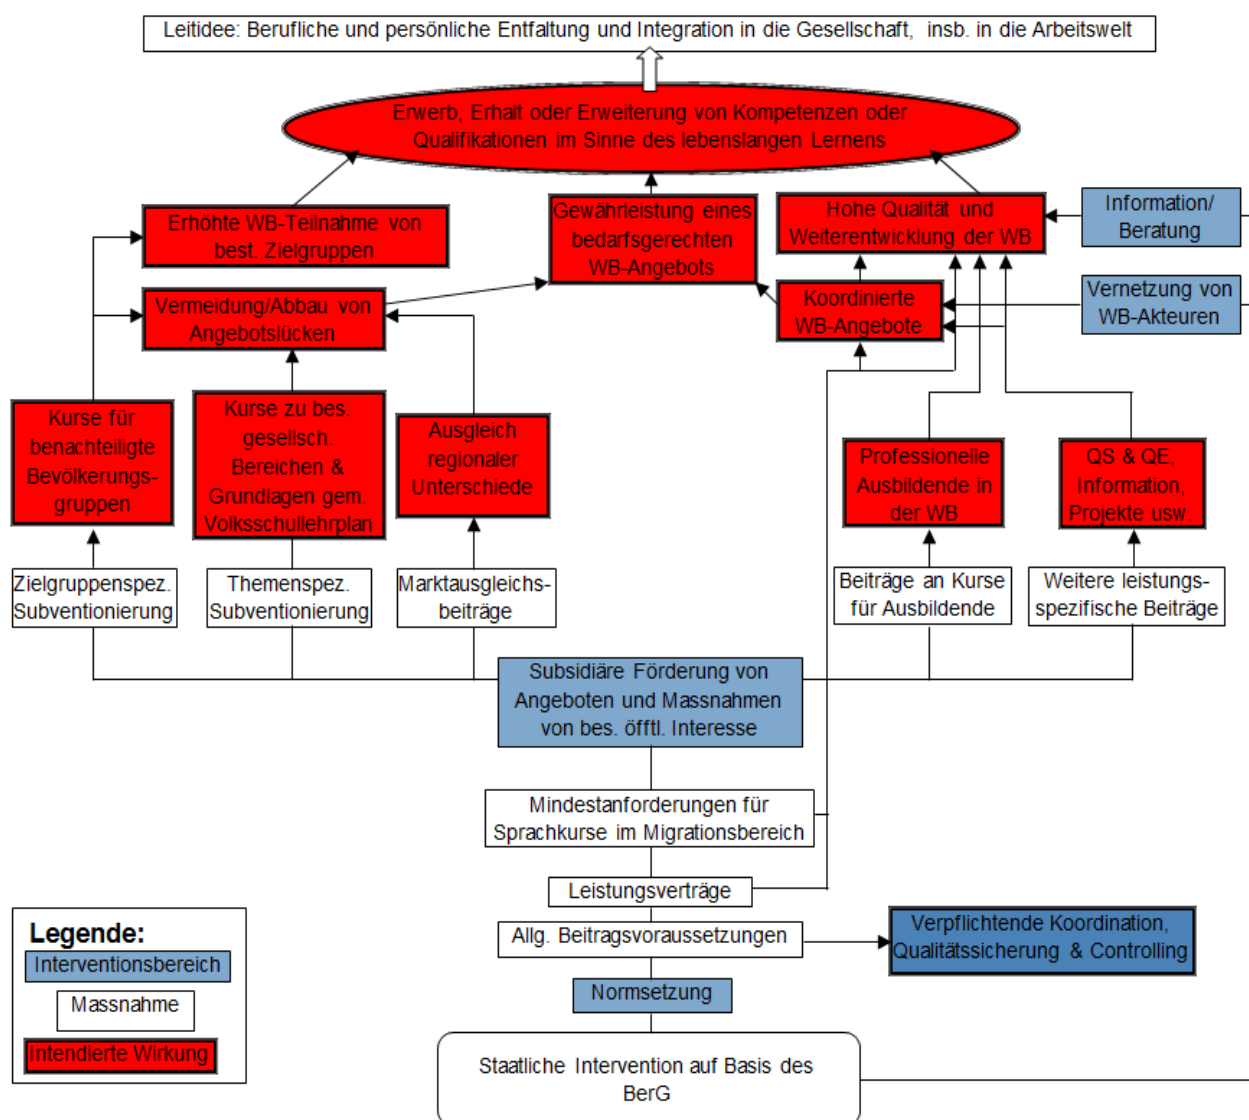 Leitidee: Berufliche und persönliche Entfaltung und Integration in die Gesellschaft, insb. in die Arbeitswelt
Erwerb, Erhalt oder Erweiterung von Kompetenzen oder
Qualifikationen im Sinne des lebenslangen Lernens
Erhöhte WB-Teilnahme von
best. Zielgruppen
Gewährleistung eines
bedarfsgerechten
WB-Angebots
Hohe Qualität und
Weiterentwicklung der WB
Information/
Beratung
Vermeidung/Abbau von
Angebotslücken
Koordinierte
WB-Angebote
Vernetzung von
WB-Akteuren
Kurse für
benachteiligte
Bevölkerungs-
gruppen
Kurse zu bes.
gesellsch.
Bereichen &
Grundlagen gem.
Volksschullehrplan
Ausgleich
regionaler
Unterschiede
Professionelle
Ausbildende in
der WB
QS & QE,
Information,
Projekte usw.
Zielgruppenspez.
Subventionierung
Themenspez.
Subventionierung
Marktausgleichs-
beiträge
Beiträge an Kurse
für Ausbildende
Weitere leistungs-
spezifische Beiträge
Subsidiäre Förderung von
Angeboten und Massnahmen
von bes. öfftl. Interesse
Mindestanforderungen für
Sprachkurse im Migrationsbereich
Leistungsverträge
Allg. Beitragsvoraussetzungen
Verpflichtende Koordination,
Qualitätssicherung & Controlling
Normsetzung
Staatliche Intervention auf Basis des
BerG
Legende:
Interventionsbereich
Massnahme
Intendierte Wirkung